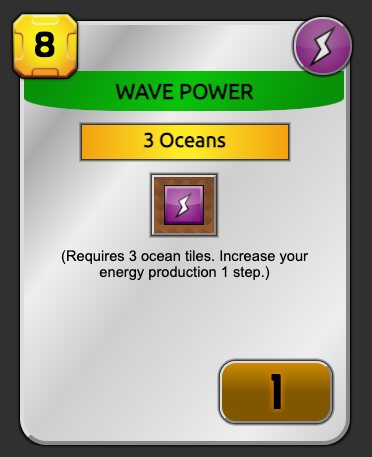 8
WAVE POWER
3 Oceans
(Requires 3 ocean tiles. Increase your
energy production 1 step.)
1